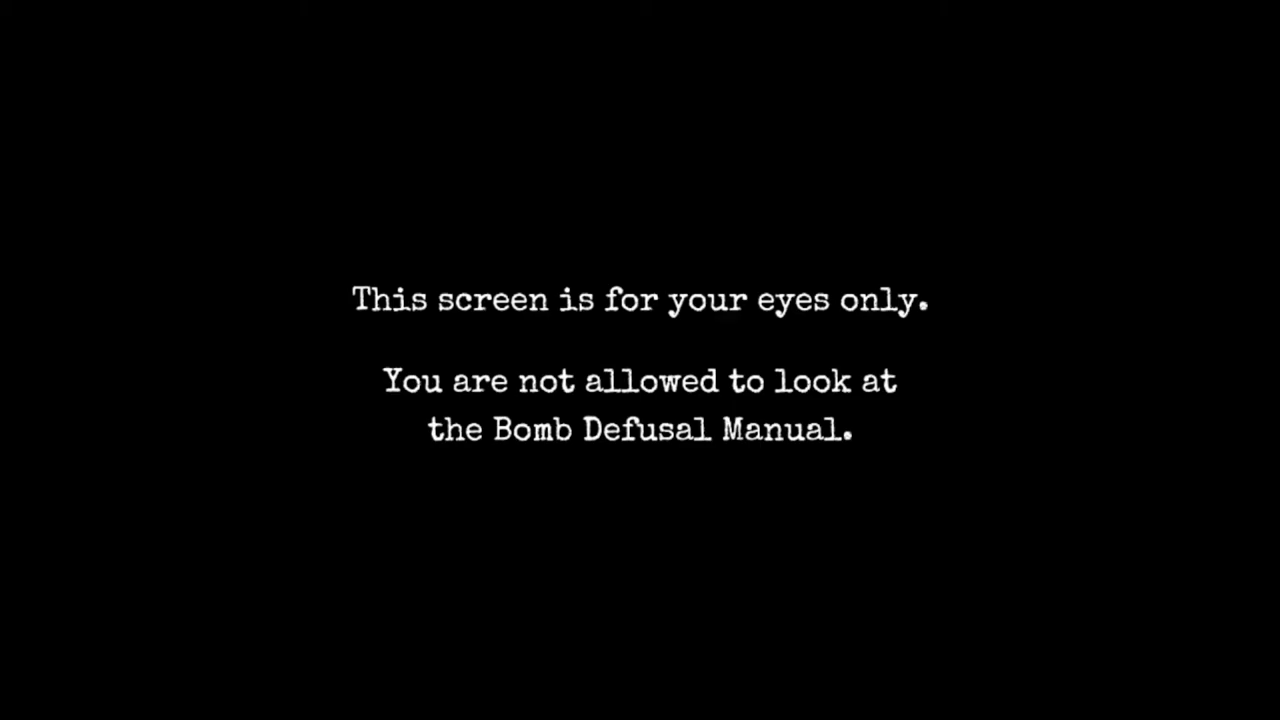 This screen is for your eyes only.
You are not allowed to look at
the Bomb Defusal Manual.